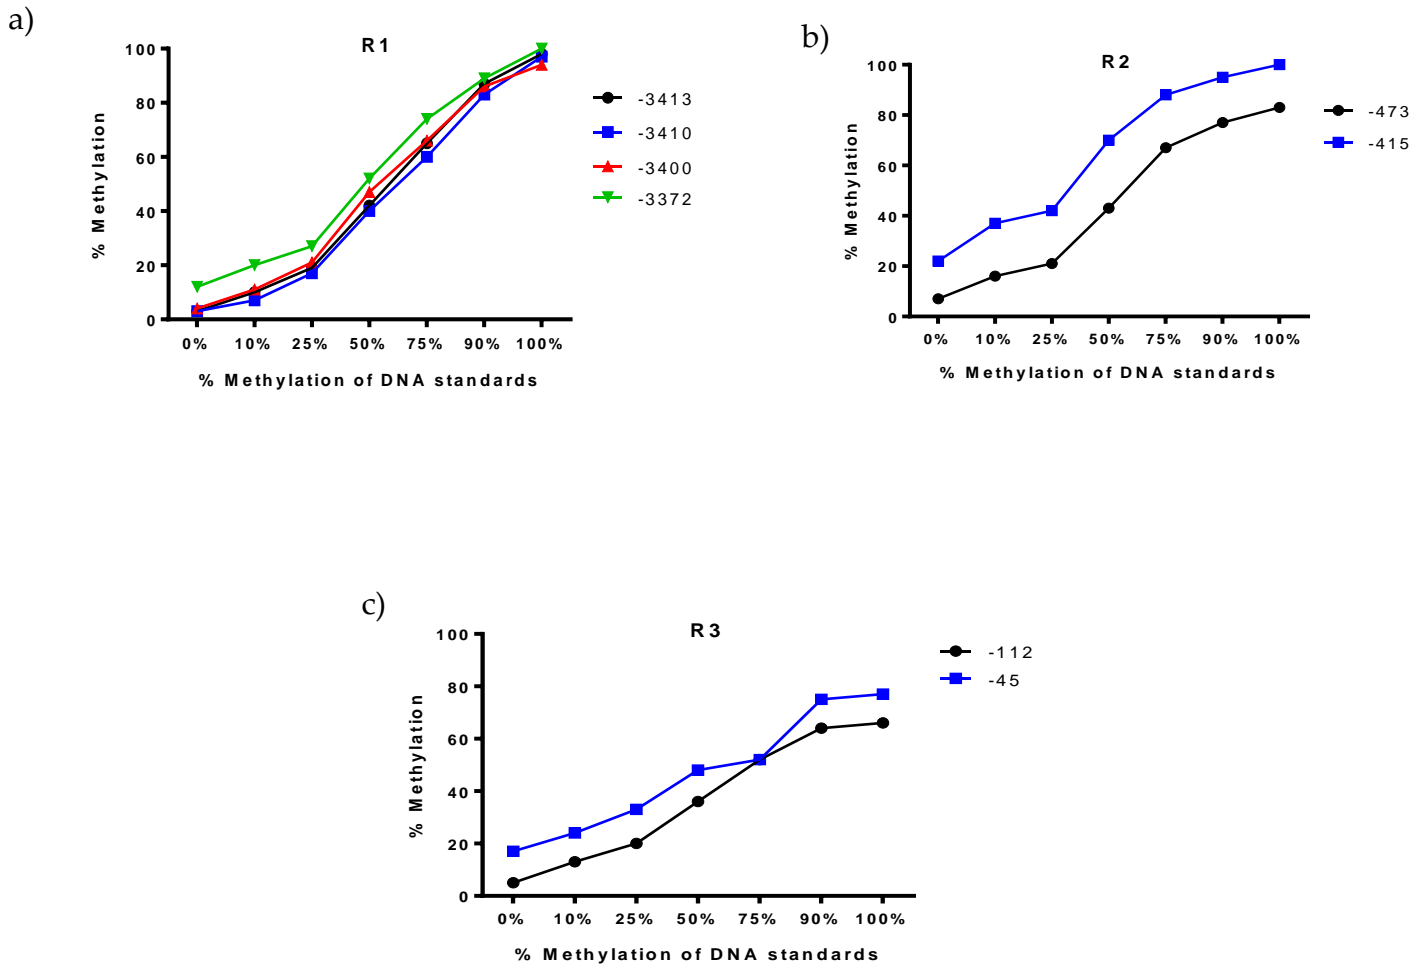 a)
R1
100
80
60
40
20
0
% Methylation
0% 10% 25% 50% 75% 90% 100%
% Methylation of DNA standards
-3413
-3410
-3400
-3372
b)
R2
100
80
60
40
20
0
% Methylation
0% 10% 25% 50% 75% 90% 100%
% Methylation of DNA standards
-473
-415
c)
R3
100
80
60
40
20
0
% Methylation
0% 10% 25% 50% 75% 90% 100%
% Methylation of DNA standards
-112
-45